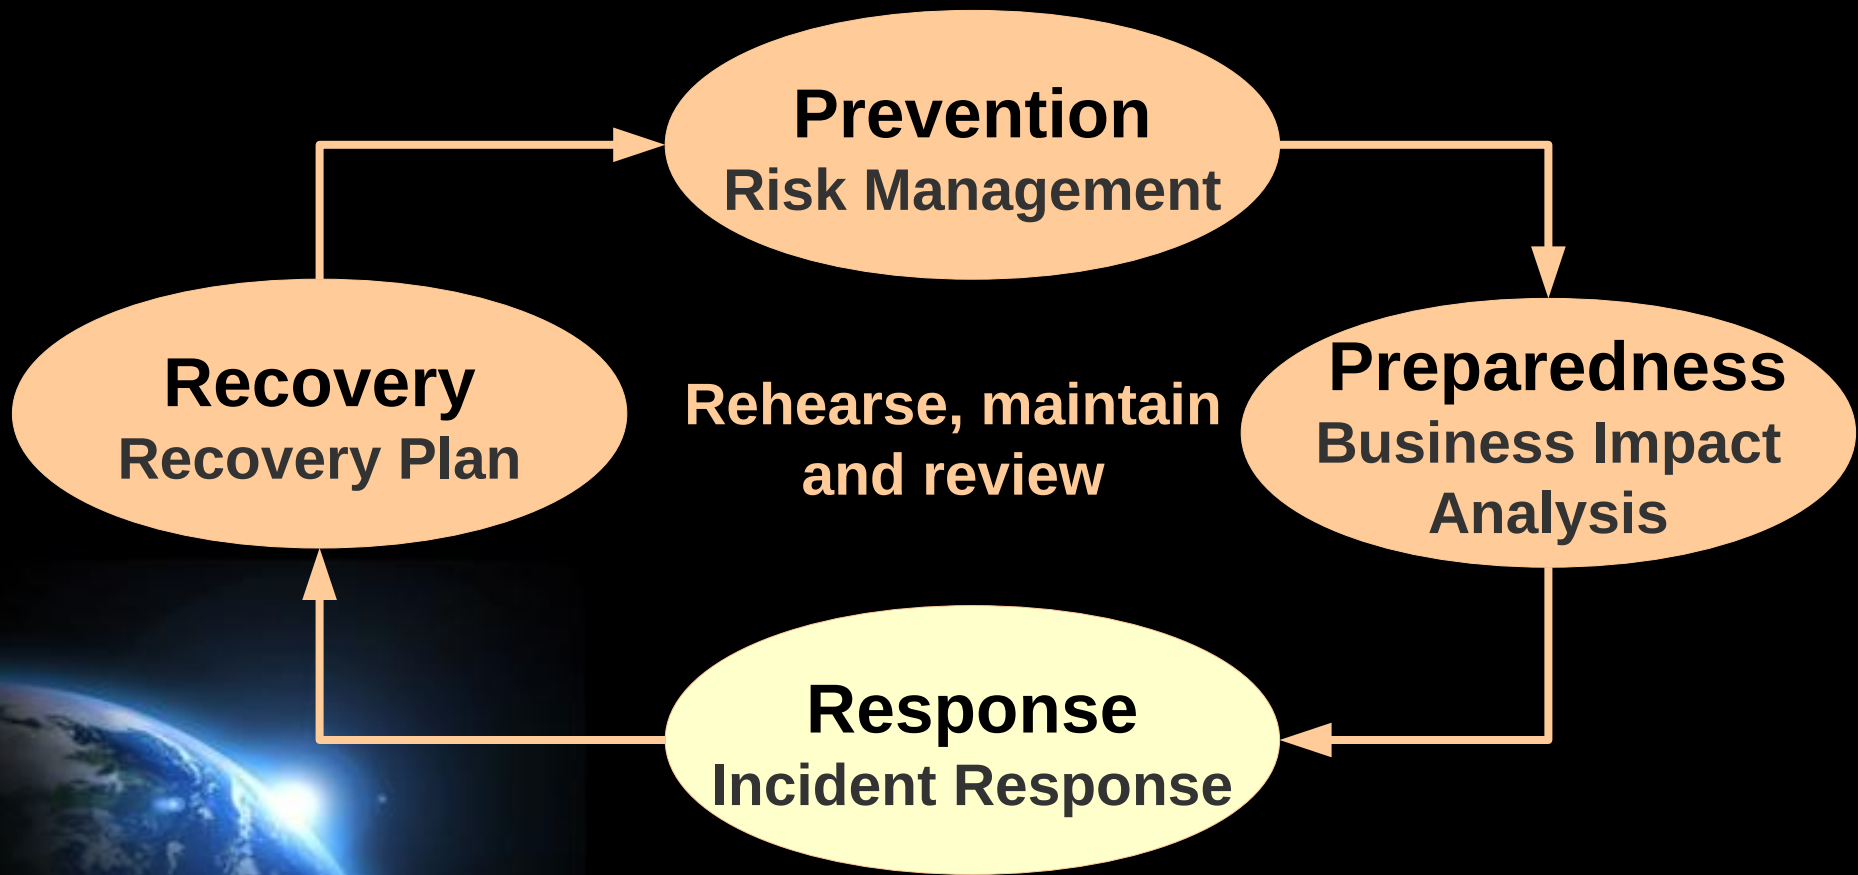 Prevention
Risk Management
Recovery
Recovery Plan
Rehearse, maintain
and review
Preparedness
Business Impact
Analysis
Response
Incident Response